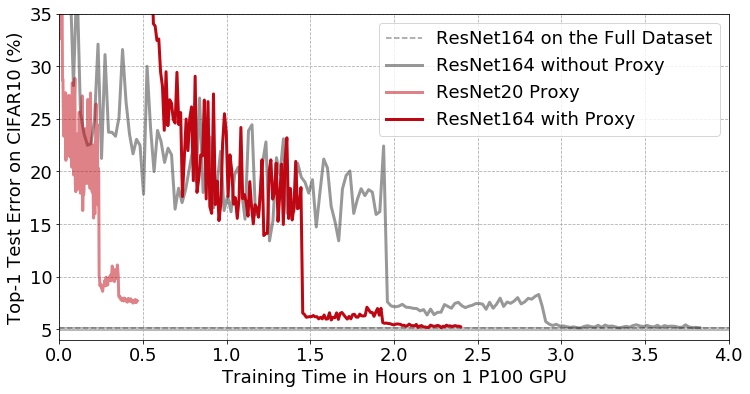 Top-1 Test Error on CIFAR10 (%)
35
30
25
20
15
10
5
ResNet164 on the Full Dataset
ResNet164 without Proxy
ResNet20 Proxy
ResNet164 with Proxy
0.0 0.5 1.0 1.5 2.0 2.5 3.0 3.5 4.0
Training Time in Hours on 1 P100 GPU